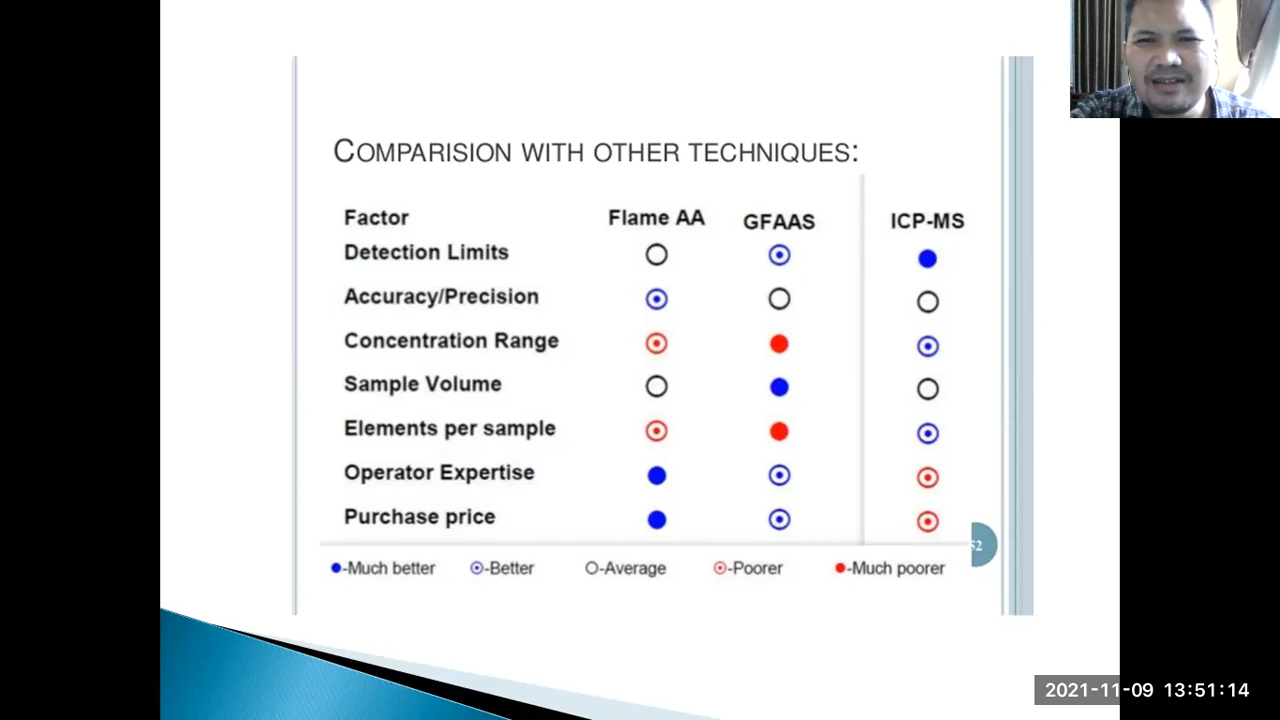 COMPARISION WITH OTHER TECHNIQUES:
Factor Flame AA GFAAS ICP-MS
Detection Limits
Accuracy/Precision
Concentration Range
Sample Volume
Elements per sample
Operator Expertise
Purchase price
52
-Much better -Better -Average -Poorer -Much poorer
2021-11-09 13:51:14